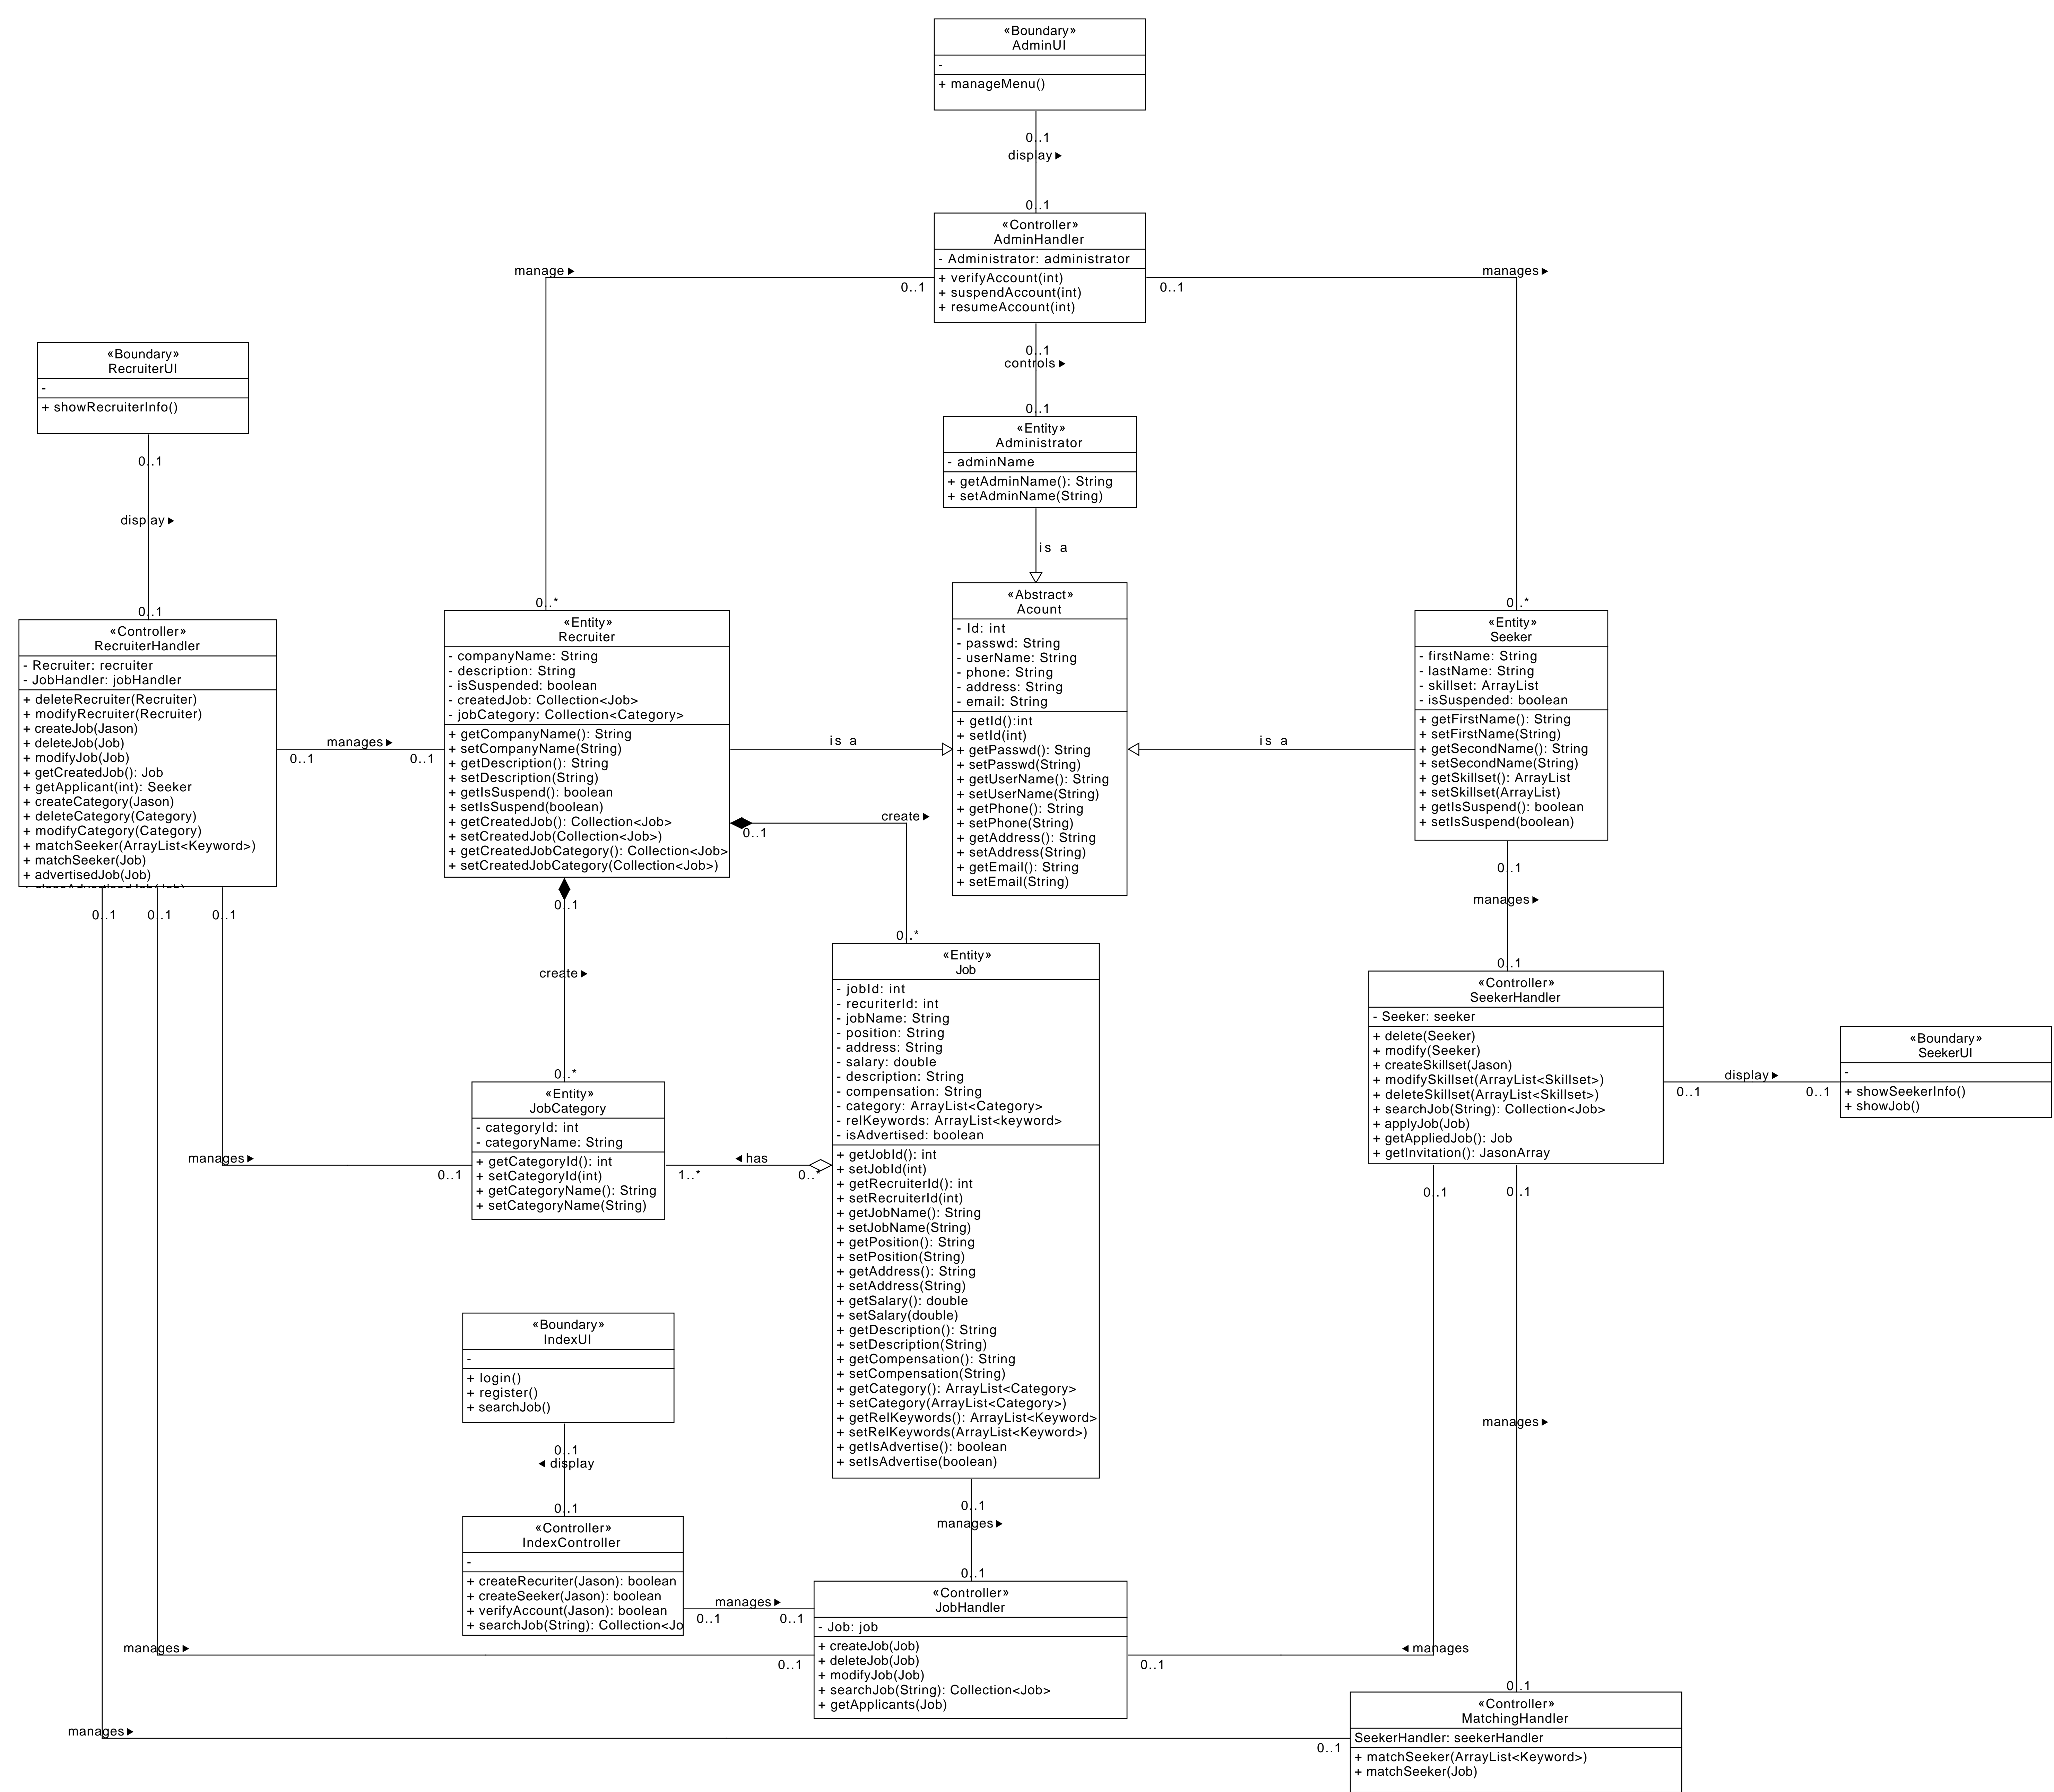 «Boundary»
AdminUI
-
+ manageMenu()
0..1
display ►
0..1
«Controller»
AdminHandler
- Administrator: administrator
+ verifyAccount(int)
+ suspendAccount(int)
+ resumeAccount(int)
manage ►
0..1
0..*
manages ►
0..1
0..*
0..1
controls ►
0..1
«Entity»
Administrator
- adminName
+ getAdminName(): String
+ setAdminName(String)
is a
«Boundary»
RecruiterUI
-
+ showRecruiterInfo()
0..1
display ►
0..1
«Controller»
RecruiterHandler
- Recruiter: recruiter
- JobHandler: jobHandler
+ deleteRecruiter(Recruiter)
+ modifyRecruiter(Recruiter)
+ createJob(Jason)
+ deleteJob(Job)
+ modifyJob(Job)
+ getCreatedJob(): Job
+ getApplicant(int): Seeker
+ createCategory(Jason)
+ deleteCategory(Category)
+ modifyCategory(Category)
+ matchSeeker(ArrayList<Keyword>)
+ matchSeeker(Job)
+ advertisedJob(Job)
manages ►
0..1
0..1
0..1
0..1
0..1
«Entity»
Recruiter
- companyName: String
- description: String
- isSuspended: boolean
- createdJob: Collection<Job>
- jobCategory: Collection<Category>
+ getCompanyName(): String
+ setCompanyName(String)
+ getDescription(): String
+ setDescription(String)
+ getIsSuspend(): boolean
+ setIsSuspend(boolean)
+ getCreatedJob(): Collection<Job>
+ setCreatedJob(Collection<Job>)
+ getCreatedJobCategory(): Collection<Job>
+ setCreatedJobCategory(Collection<Job>)
is a
create ►
0..1
0..*
0..1
create ►
0..*
«Abstract»
Acount
- Id: int
- passwd: String
- userName: String
- phone: String
- address: String
- email: String
+ getId():int
+ setId(int)
+ getPasswd(): String
+ setPasswd(String)
+ getUserName(): String
+ setUserName(String)
+ getPhone(): String
+ setPhone(String)
+ getAddress(): String
+ setAddress(String)
+ getEmail(): String
+ setEmail(String)
is a
«Entity»
Seeker
- firstName: String
- lastName: String
- skillset: ArrayList
- isSuspended: boolean
+ getFirstName(): String
+ setFirstName(String)
+ getSecondName(): String
+ setSecondName(String)
+ getSkillset(): ArrayList
+ setSkillset(ArrayList)
+ getIsSuspend(): boolean
+ setIsSuspend(boolean)
0..1
manages ►
0..1
«Controller»
SeekerHandler
- Seeker: seeker
+ delete(Seeker)
+ modify(Seeker)
+ createSkillset(Jason)
+ modifySkillset(ArrayList<Skillset>)
+ deleteSkillset(ArrayList<Skillset>)
+ searchJob(String): Collection<Job>
+ applyJob(Job)
+ getAppliedJob(): Job
+ getInvitation(): JasonArray
display ►
0..1
0..1
«Boundary»
SeekerUI
-
+ showSeekerInfo()
+ showJob()
0..1
0..1
«Entity»
Job
- jobId: int
- recuriterId: int
- jobName: String
- position: String
- address: String
- salary: double
- description: String
- compensation: String
- category: ArrayList<Category>
- relKeywords: ArrayList<keyword>
- isAdvertised: boolean
+ getJobId(): int
+ setJobId(int)
+ getRecruiterId(): int
+ setRecruiterId(int)
+ getJobName(): String
+ setJobName(String)
+ getPosition(): String
+ setPosition(String)
+ getAddress(): String
+ setAddress(String)
+ getSalary(): double
+ setSalary(double)
+ getDescription(): String
+ setDescription(String)
+ getCompensation(): String
+ setCompensation(String)
+ getCategory(): ArrayList<Category>
+ setCategory(ArrayList<Category>)
+ getRelKeywords(): ArrayList<Keyword>
+ setRelKeywords(ArrayList<Keyword>)
+ getIsAdvertise(): boolean
+ setIsAdvertise(boolean)
«Entity»
JobCategory
- categoryId: int
- categoryName: String
+ getCategoryId(): int
+ setCategoryId(int)
+ getCategoryName(): String
+ setCategoryName(String)
manages ►
0..1
◄ has
1..*
0..*
«Boundary»
IndexUI
-
+ login()
+ register()
+ searchJob()
0..1
◄ display
0..1
«Controller»
IndexController
-
+ createRecuriter(Jason): boolean
+ createSeeker(Jason): boolean
+ verifyAccount(Jason): boolean
+ searchJob(String): Collection<Jo
manages ►
0..1
0..1
0..1
manages ►
0..1
«Controller»
JobHandler
- Job: job
+ createJob(Job)
+ deleteJob(Job)
+ modifyJob(Job)
+ searchJob(String): Collection<Job>
+ getApplicants(Job)
manages ►
0..1
◄ manages
0..1
manages ►
0..1
«Controller»
MatchingHandler
SeekerHandler: seekerHandler
+ matchSeeker(ArrayList<Keyword>)
+ matchSeeker(Job)
manages ►
0..1